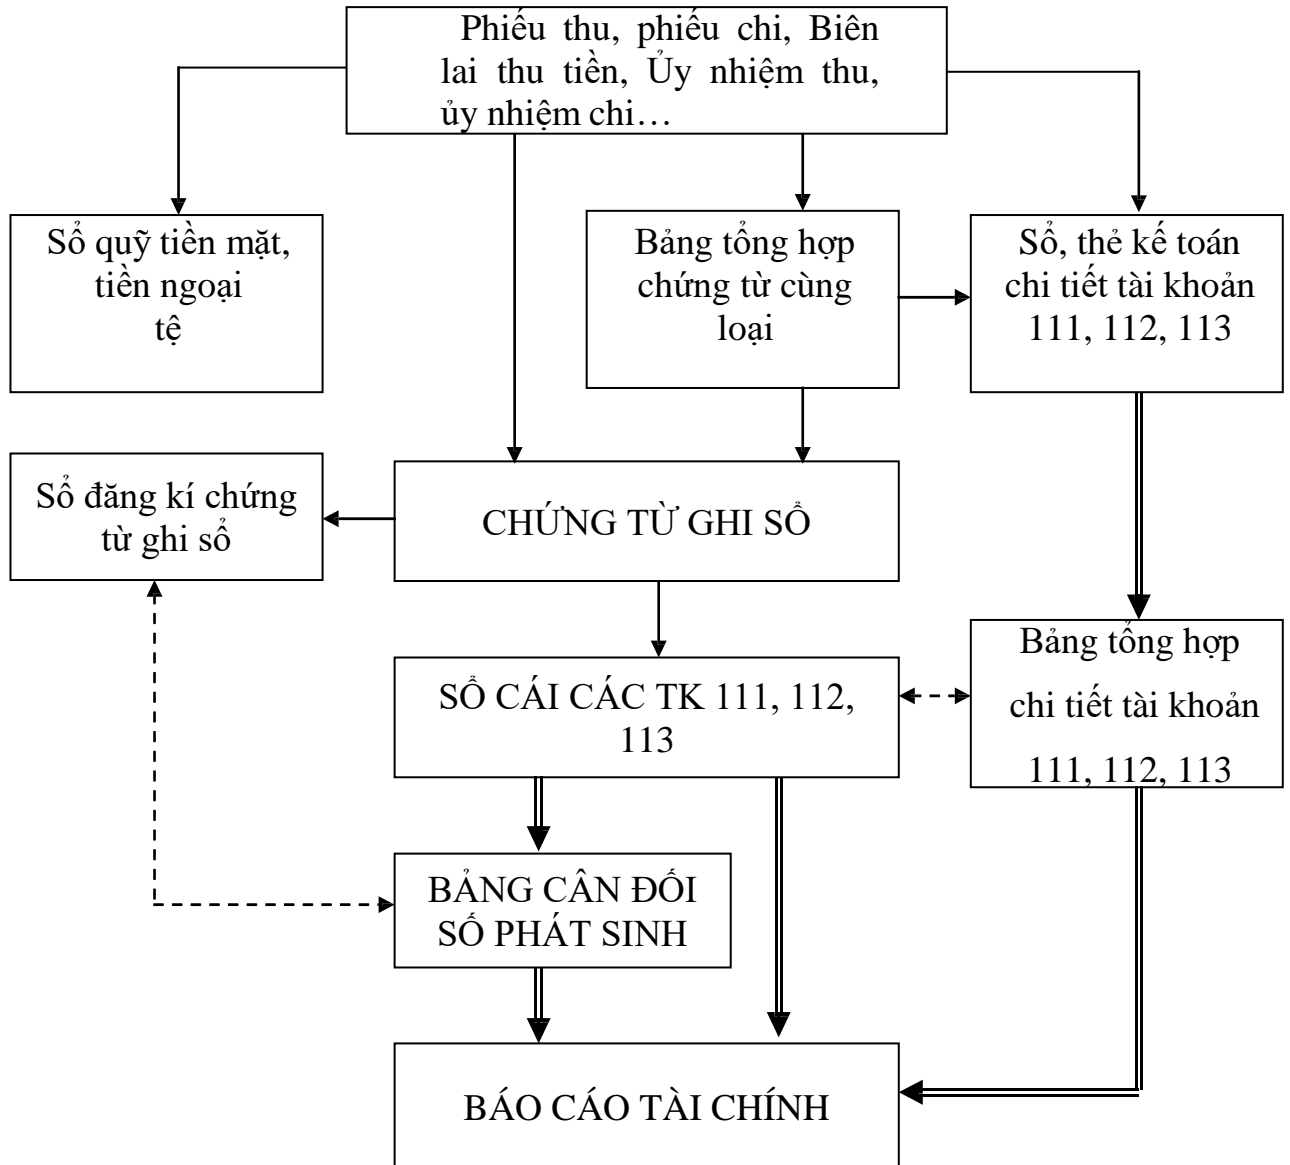 Phiếu thu, phiếu chi, Biên
lai thu tiền, Ủy nhiệm thu,
ủy nhiệm chi…
Sổ quỹ tiền mặt,
tiền ngoại
tệ
Bảng tổng hợp
chứng từ cùng
loại
Sổ, thẻ kế toán
chi tiết tài khoản
111, 112, 113
Sổ đăng kí chứng
từ ghi sổ
CHỨNG TỪ GHI SỔ
SỔ CÁI CÁC TK 111, 112,
113
Bảng tổng hợp
chi tiết tài khoản
111, 112, 113
BẢNG CÂN ĐỐI
SỐ PHÁT SINH
BÁO CÁO TÀI CHÍNH